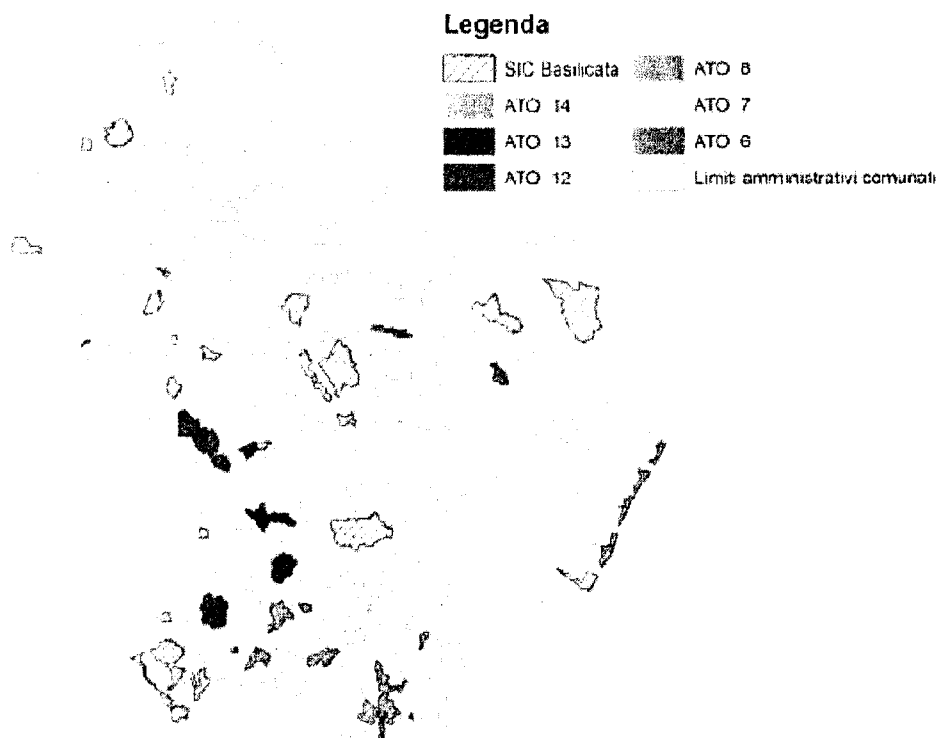 Legenda
SIC Basilicata
ATO 14
ATO 13
ATO 12
ATO 8
ATO 7
ATO 6
Limiti amministrativi comunali